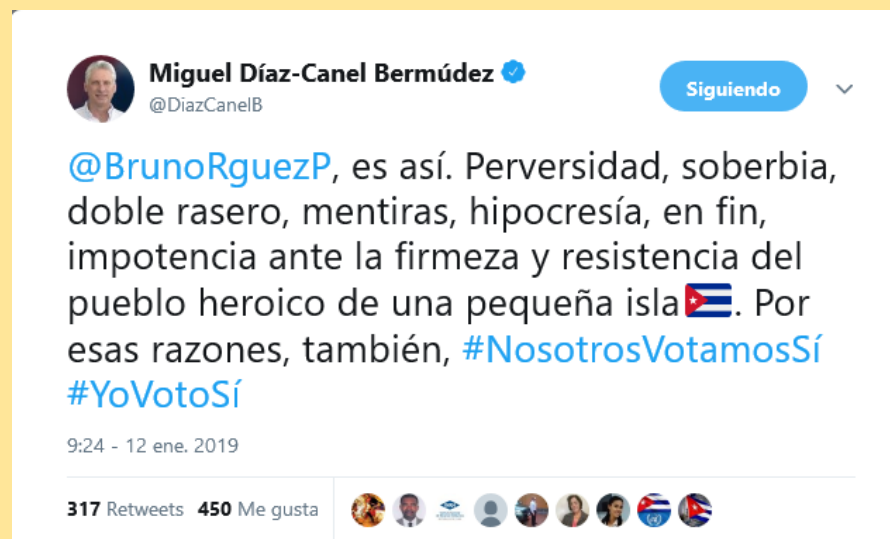 Miguel Díaz-Canel Bermúdez
@DiazCanelB
Siguiendo
@BrunoRguezP, es así. Perversidad, soberbia,
doble rasero, mentiras, hipocresía, en fin,
impotencia ante la firmeza y resistencia del
pueblo heroico de una pequeña isla🇨🇺. Por
esas razones, también, #NosotrosVotamosSí
#YoVotoSí
9:24 - 12 ene. 2019
317 Retweets 450 Me gusta